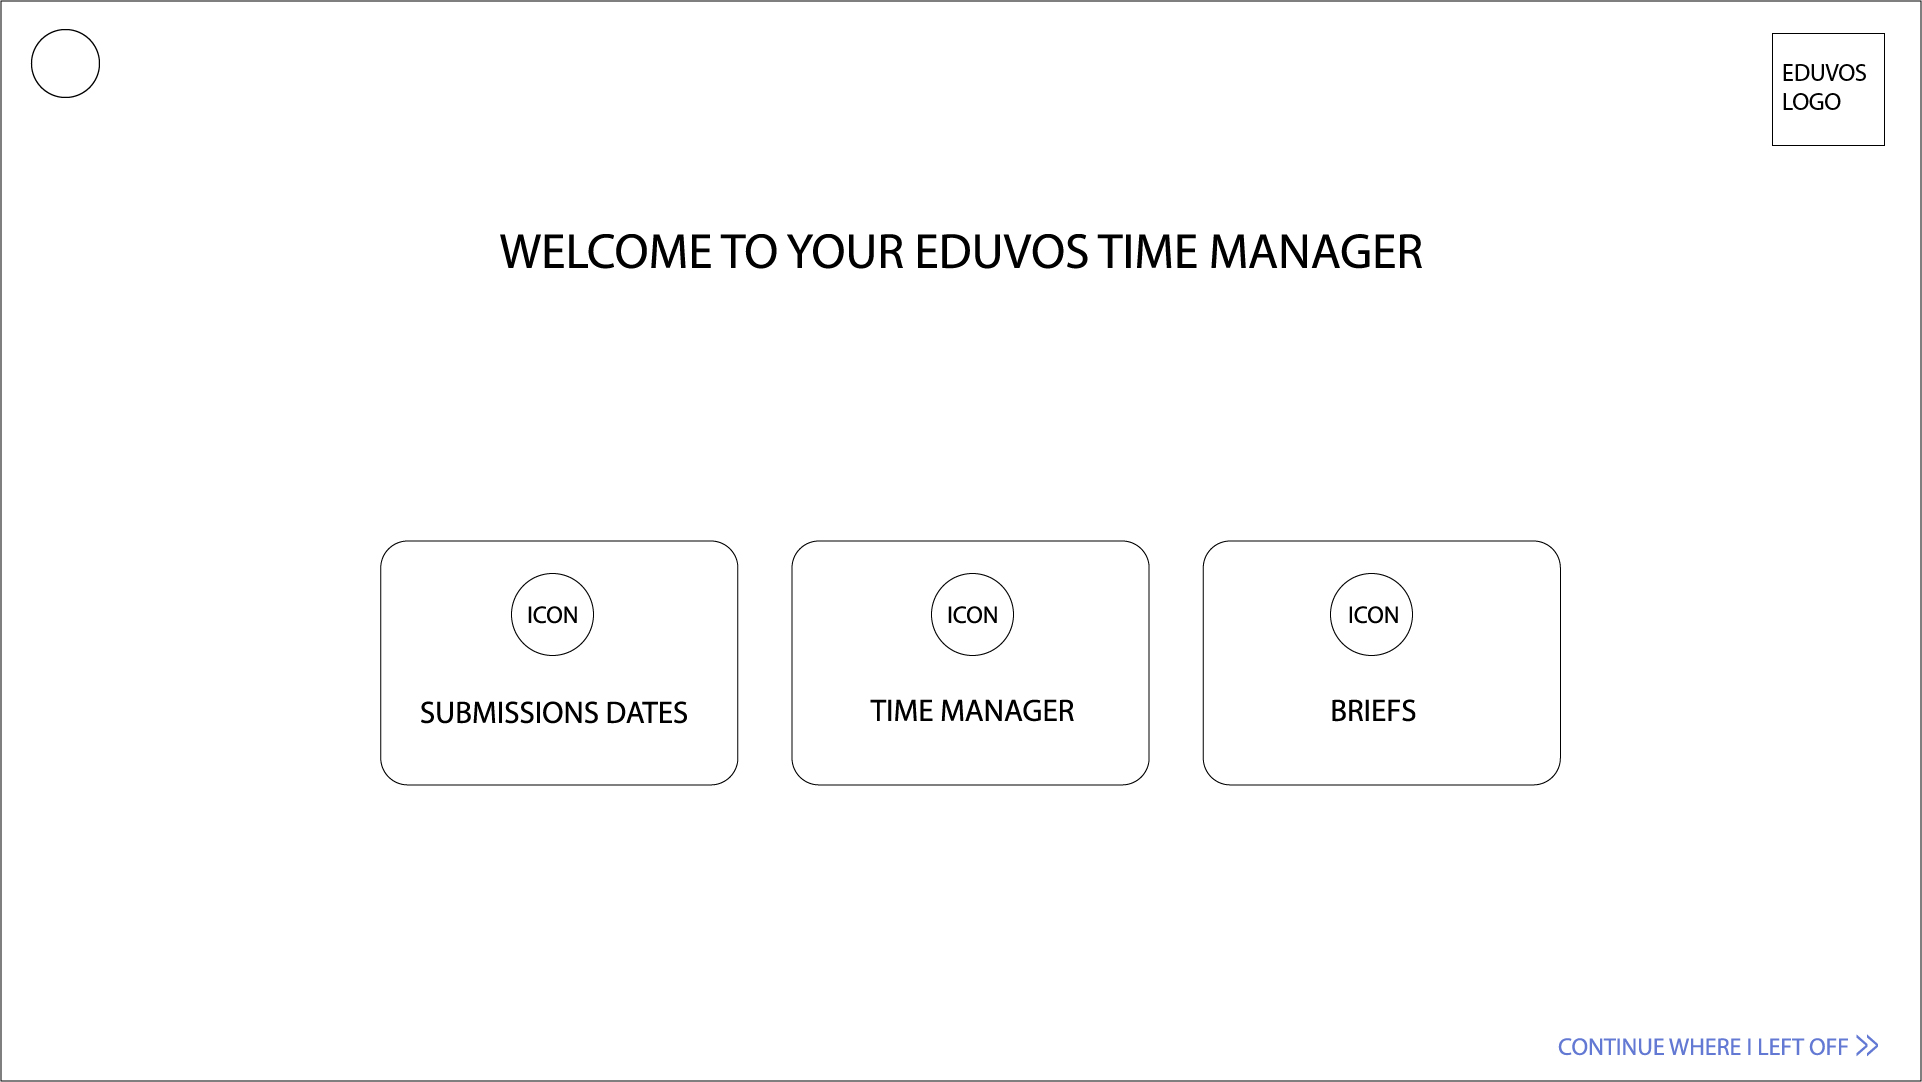 EDUVOS
LOGO
WELCOME TO YOUR EDUVOS TIME MANAGER
ICON
SUBMISSIONS DATES
ICON
TIME MANAGER
ICON
BRIEFS
CONTINUE WHERE I LEFT OFF